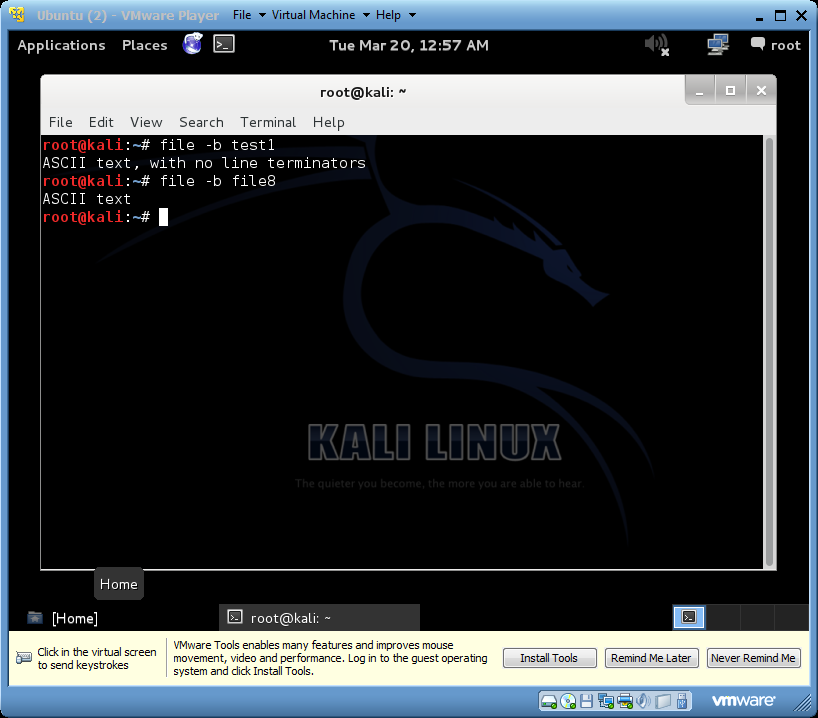 Ubuntu (2) - VMware Player File Virtual Machine Help
Applications Places Tue Mar 20, 12:57 AM root
root@kali: ~
File Edit View Search Terminal Help
root@kali:~# file -b test1
ASCII text, with no line terminators
root@kali:~# file -b file8
ASCII text
root@kali:~#
KALI LINUX
The quieter you become, the more you are able to hear.
Home
[Home] root@kali: ~
Click in the virtual screen
to send keystrokes
VMware Tools enables many features and improves mouse
movement, video and performance. Log in to the guest operating
system and click Install Tools.
Install Tools Remind Me Later Never Remind Me
vmware